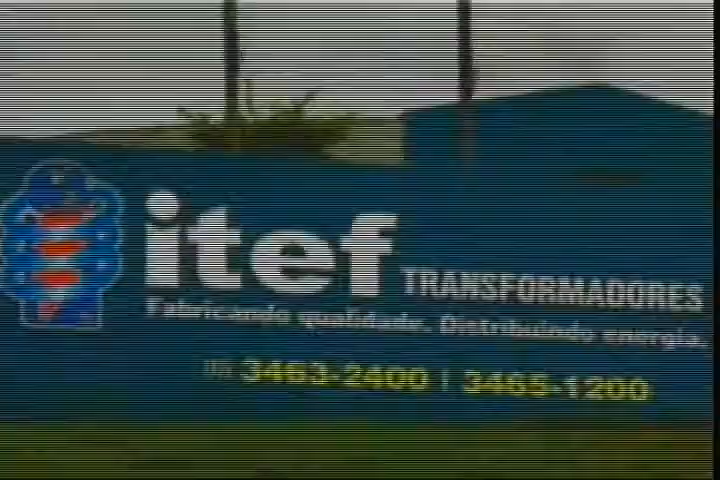 itef TRANSFORMADORES
Fabricando qualidade. Distribuindo energia.
3463-2400 | 3465-1200